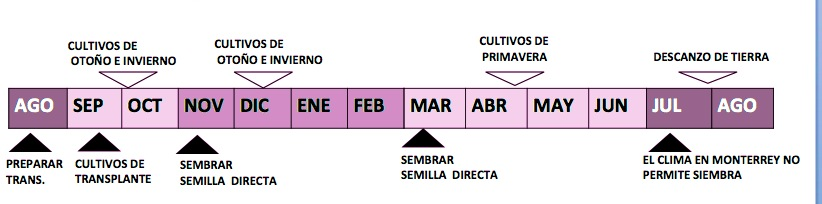 CULTIVOS DE
OTOÑO E INVIERNO
CULTIVOS DE
OTOÑO E INVIERNO
CULTIVOS DE
PRIMAVERA
DESCANZO DE TIERRA
AGO SEP OCT NOV DIC ENE FEB MAR ABR MAY JUN JUL AGO
PREPARAR
TRANS.
CULTIVOS DE
TRANSPLANTE
SEMBRAR
SEMILLA DIRECTA
SEMBRAR
SEMILLA DIRECTA
EL CLIMA EN MONTERREY NO
PERMITE SIEMBRA